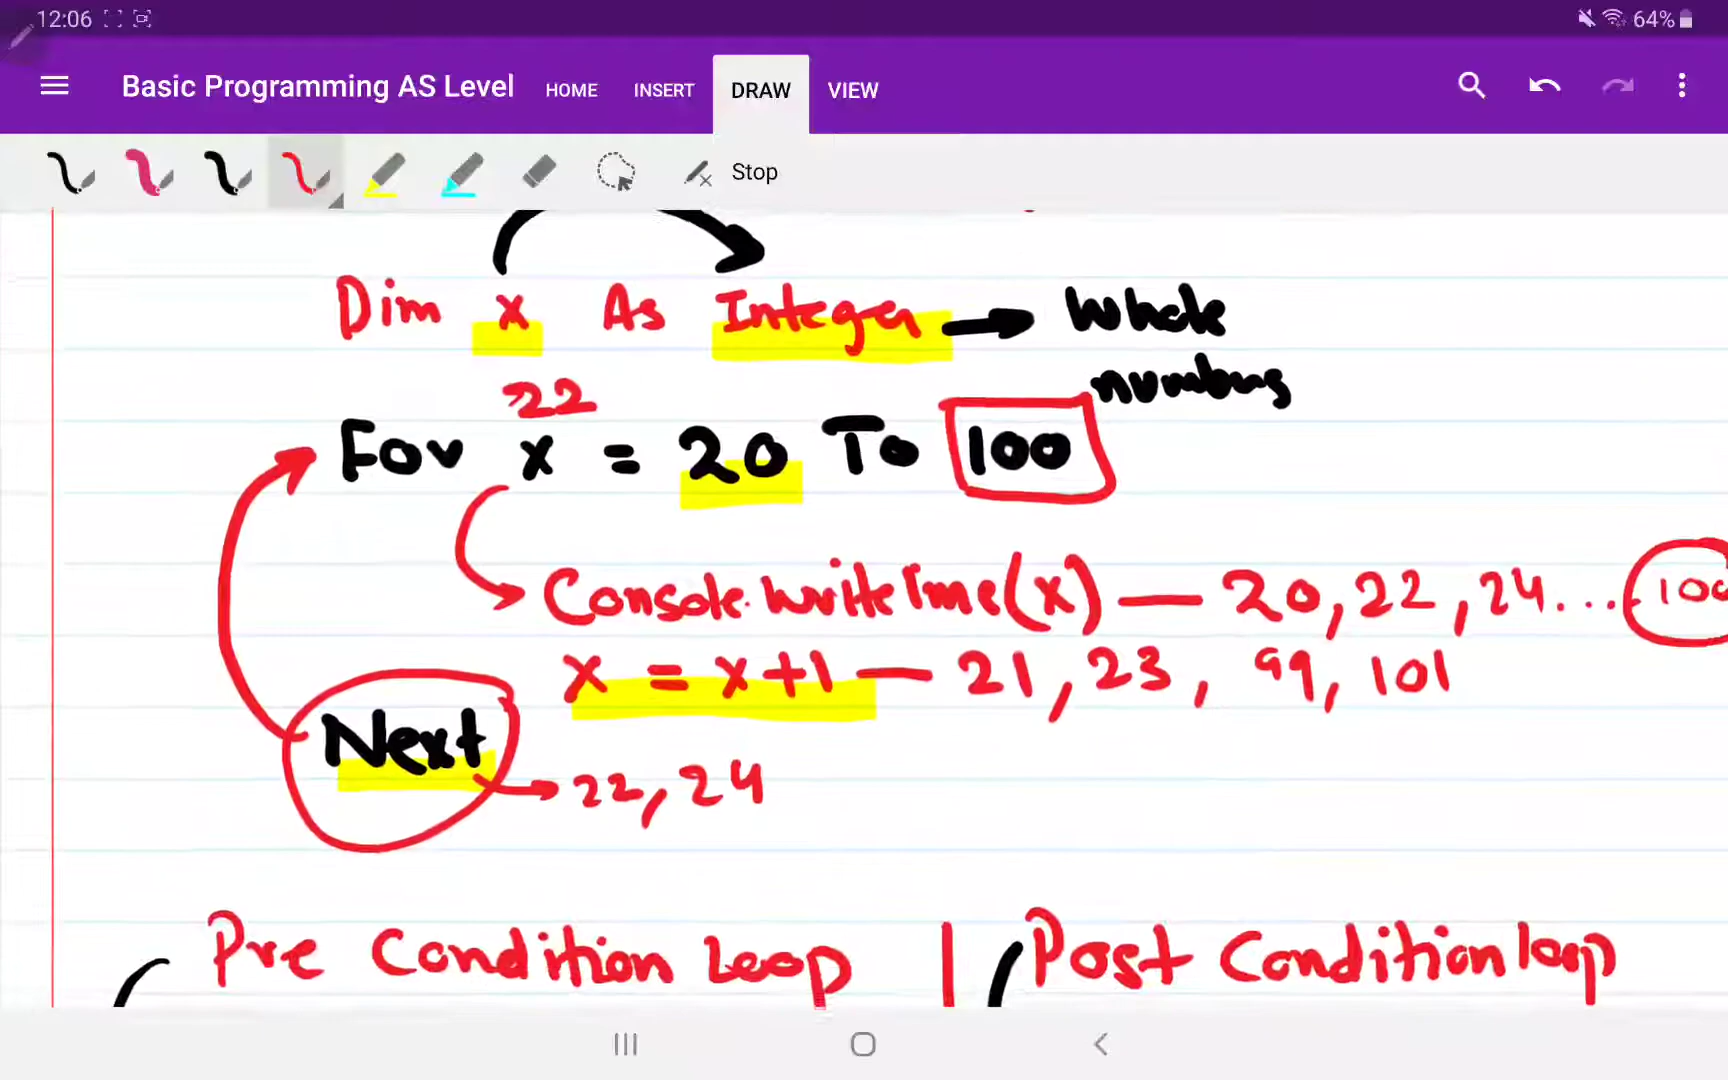 12:06 64%
Basic Programming AS Level HOME INSERT DRAW VIEW
Stop
Dim x As Integer → Whole
numbers
22
For x = 20 To 100
Console.writeline(x) — 20, 22, 24... 100
x = x+1 — 21, 23, 99, 101
Next
→ 22, 24
Pre Condition Loop | Post Condition loop